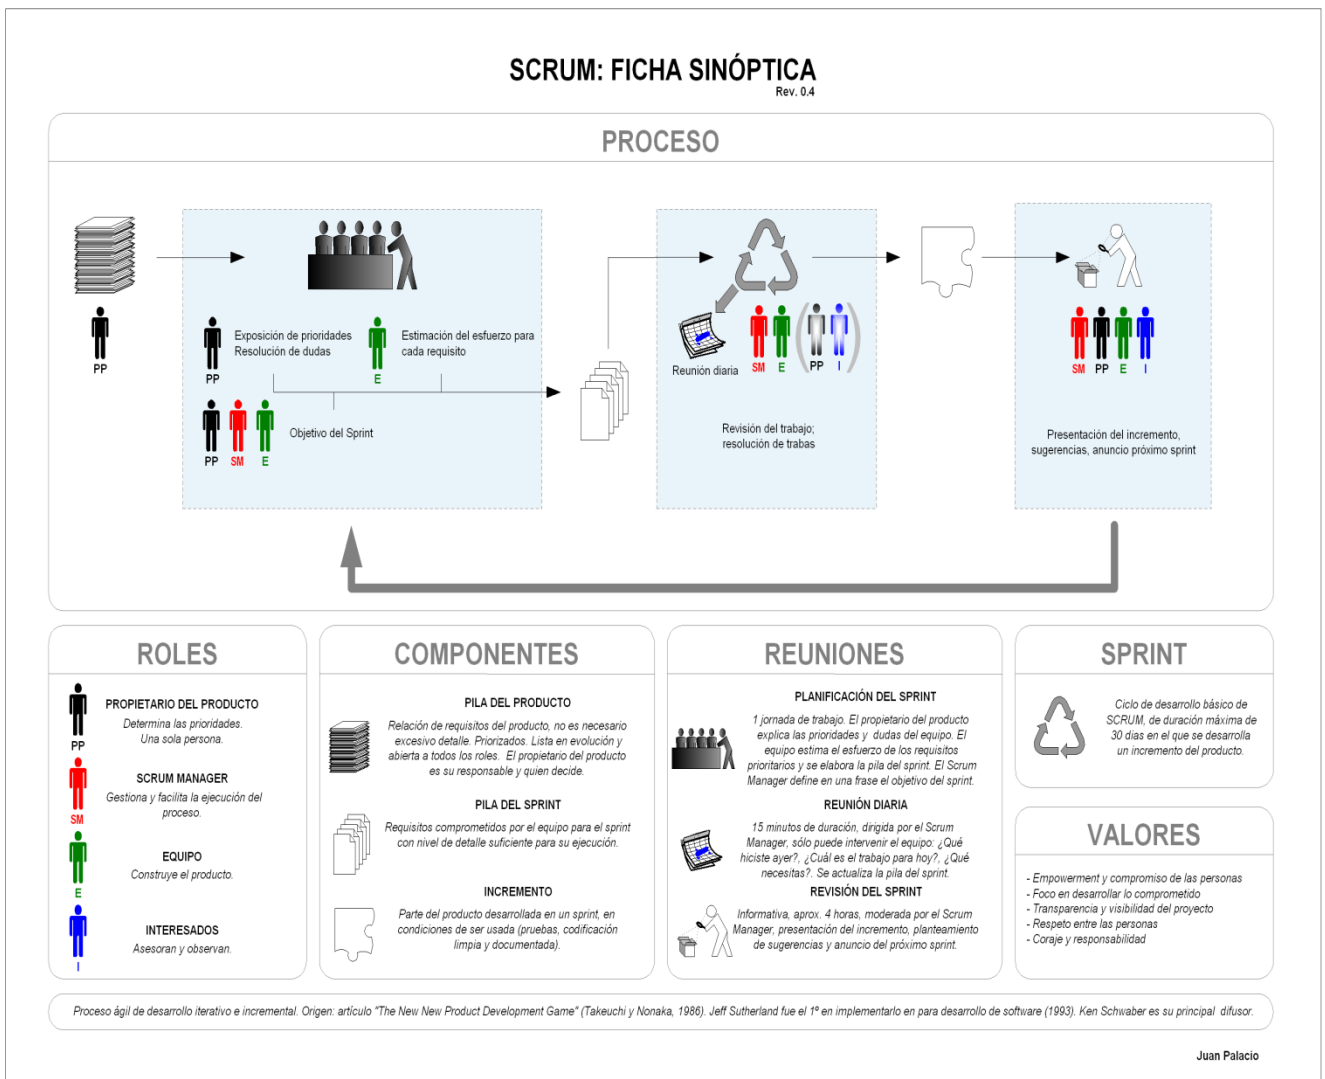 SCRUM: FICHA SINÓPTICA
Rev. 0.4
PROCESO
PP
PP
Exposición de prioridades
Resolución de dudas
E
Estimación del esfuerzo para
cada requisito
PP
SM
E
Objetivo del Sprint
Reunión diaria
SM
E
PP
I
Revisión del trabajo;
resolución de trabas
SM
PP
E
I
Presentación del incremento,
sugerencias, anuncio próximo sprint
ROLES
PP
PROPIETARIO DEL PRODUCTO
Determina las prioridades.
Una sola persona.
SM
SCRUM MANAGER
Gestiona y facilita la ejecución del
proceso.
E
EQUIPO
Construye el producto.
I
INTERESADOS
Asesoran y observan.
COMPONENTES
PILA DEL PRODUCTO
Relación de requisitos del producto, no es necesario
excesivo detalle. Priorizados. Lista en evolución y
abierta a todos los roles. El propietario del producto
es su responsable y quien decide.
PILA DEL SPRINT
Requisitos comprometidos por el equipo para el sprint
con nivel de detalle suficiente para su ejecución.
INCREMENTO
Parte del producto desarrollada en un sprint, en
condiciones de ser usada (pruebas, codificación
limpia y documentada).
REUNIONES
PLANIFICACIÓN DEL SPRINT
1 jornada de trabajo. El propietario del producto
explica las prioridades y dudas del equipo. El
equipo estima el esfuerzo de los requisitos
prioritarios y se elabora la pila del sprint. El Scrum
Manager define en una frase el objetivo del sprint.
REUNIÓN DIARIA
15 minutos de duración, dirigida por el Scrum
Manager, sólo puede intervenir el equipo: ¿Qué
hiciste ayer?, ¿Cuál es el trabajo para hoy?, ¿Qué
necesitas?. Se actualiza la pila del sprint.
REVISIÓN DEL SPRINT
Informativa, aprox. 4 horas, moderada por el Scrum
Manager, presentación del incremento, planteamiento
de sugerencias y anuncio del próximo sprint.
SPRINT
Ciclo de desarrollo básico de
SCRUM, de duración máxima de
30 dias en el que se desarrolla
un incremento del producto.
VALORES
- Empowerment y compromiso de las personas
- Foco en desarrollar lo comprometido
- Transparencia y visibilidad del proyecto
- Respeto entre las personas
- Coraje y responsabilidad
Proceso ágil de desarrollo iterativo e incremental. Origen: artículo "The New New Product Development Game" (Takeuchi y Nonaka, 1986). Jeff Sutherland fue el 1º en implementarlo en para desarrollo de software (1993). Ken Schwaber es su principal difusor.
Juan Palacio